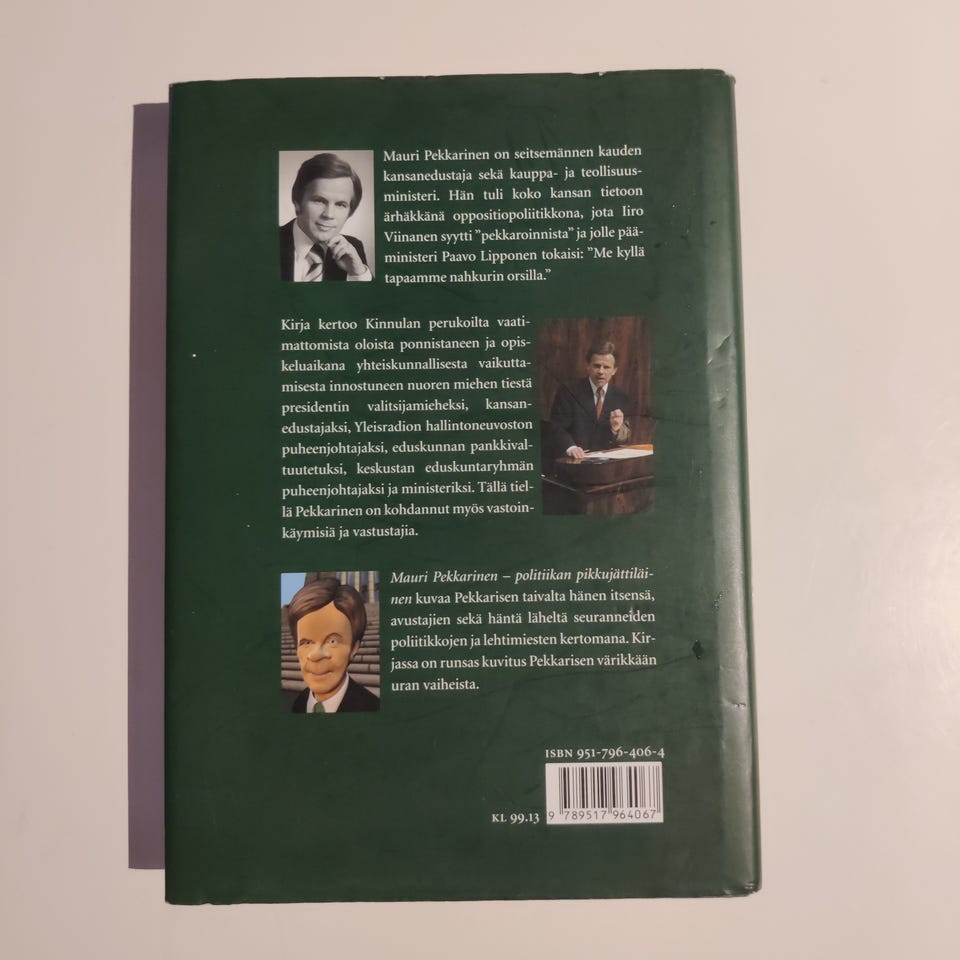 Mauri Pekkarinen on seitsemännen kauden
kansanedustaja sekä kauppa- ja teollisuus-
ministeri. Hän tuli koko kansan tietoon
ärhäkkänä oppositiopoliitikkona, jota Iiro
Viinanen syytti ”pekkaroinnista” ja jolle pää-
ministeri Paavo Lipponen tokaisi: ”Me kyllä
tapaamme nahkurin orsilla.”
Kirja kertoo Kinnulan perukoilta vaati-
mattomista oloista ponnistaneen ja opis-
keluaikana yhteiskunnallisesta vaikutta-
misesta innostuneen nuoren miehen tiestä
presidentin valitsijamieheksi, kansan-
edustajaksi, Yleisradion hallintoneuvoston
puheenjohtajaksi, eduskunnan pankkival-
tuutetuksi, keskustan eduskuntaryhmän
puheenjohtajaksi ja ministeriksi. Tällä tiel-
lä Pekkarinen on kohdannut myös vastoin-
käymisiä ja vastustajia.
Mauri Pekkarinen – politiikan pikkujättiläi-
nen kuvaa Pekkarisen taivalta hänen itsensä,
avustajien sekä häntä läheltä seuranneiden
poliitikkojen ja lehtimiesten kertomana. Kir-
jassa on runsas kuvitus Pekkarisen värikkään
uran vaiheista.
ISBN 951-796-406-4
KL 99.13
9 789517 964067